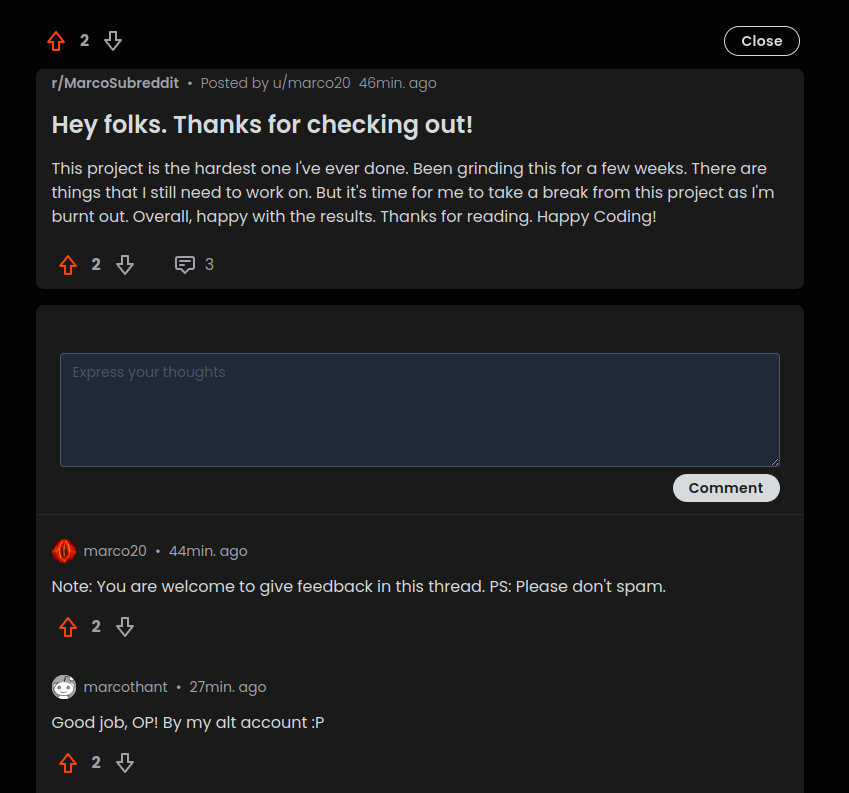 2
Close
r/MarcoSubreddit • Posted by u/marco20 46min. ago
Hey folks. Thanks for checking out!
This project is the hardest one I've ever done. Been grinding this for a few weeks. There are
things that I still need to work on. But it's time for me to take a break from this project as I'm
burnt out. Overall, happy with the results. Thanks for reading. Happy Coding!
2 3
Express your thoughts
Comment
marco20 • 44min. ago
Note: You are welcome to give feedback in this thread. PS: Please don't spam.
2
marcothant • 27min. ago
Good job, OP! By my alt account :P
2